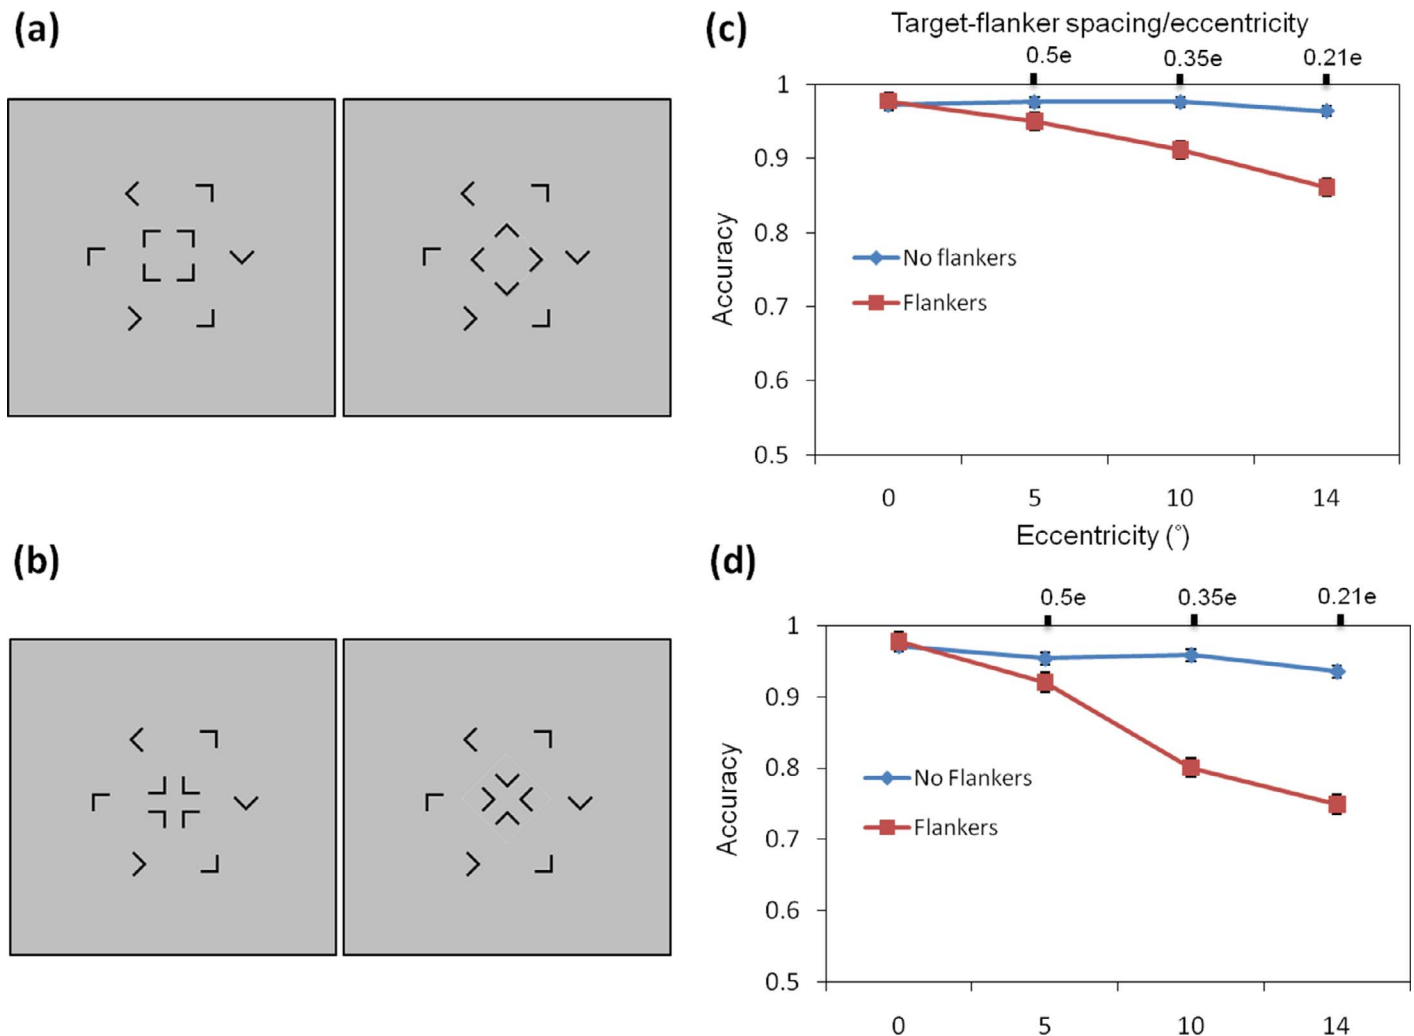 (a)
(c)
Target-flanker spacing/eccentricity
0.5e
0.35e
0.21e
1
0.9
0.8
0.7
0.6
0.5
Accuracy
No flankers
Flankers
0
5
10
14
Eccentricity (°)
(b)
(d)
0.5e
0.35e
0.21e
1
0.9
0.8
0.7
0.6
0.5
Accuracy
No Flankers
Flankers
0
5
10
14